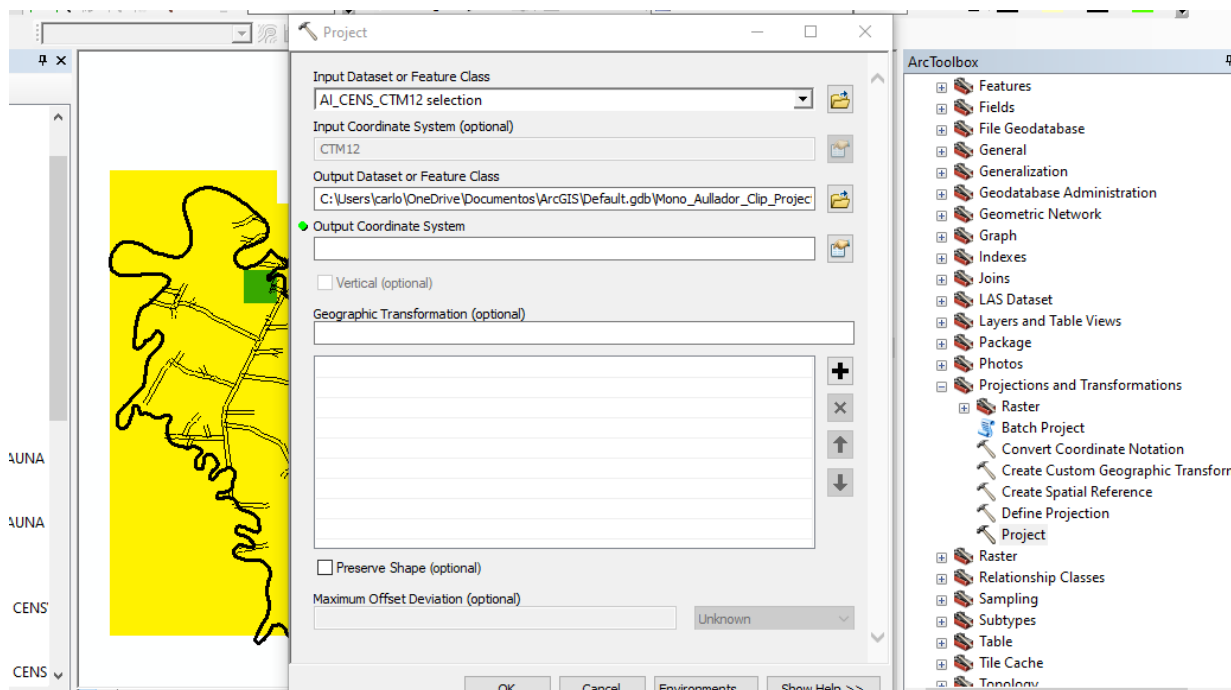 Project
Input Dataset or Feature Class
AI_CENS_CTM12 selection
Input Coordinate System (optional)
CTM12
Output Dataset or Feature Class
C:\Users\carlo\OneDrive\Documentos\ArcGIS\Default.gdb\Mono_Aullador_Clip_Projec
Output Coordinate System
Vertical (optional)
Geographic Transformation (optional)
Preserve Shape (optional)
Maximum Offset Deviation (optional)
Unknown
OK
Cancel
Environments...
Show Help >>
AUNA
AUNA
CENS
CENS
ArcToolbox
Features
Fields
File Geodatabase
General
Generalization
Geodatabase Administration
Geometric Network
Graph
Indexes
Joins
LAS Dataset
Layers and Table Views
Package
Photos
Projections and Transformations
Raster
Batch Project
Convert Coordinate Notation
Create Custom Geographic Transfor
Create Spatial Reference
Define Projection
Project
Raster
Relationship Classes
Sampling
Subtypes
Table
Tile Cache
Topology